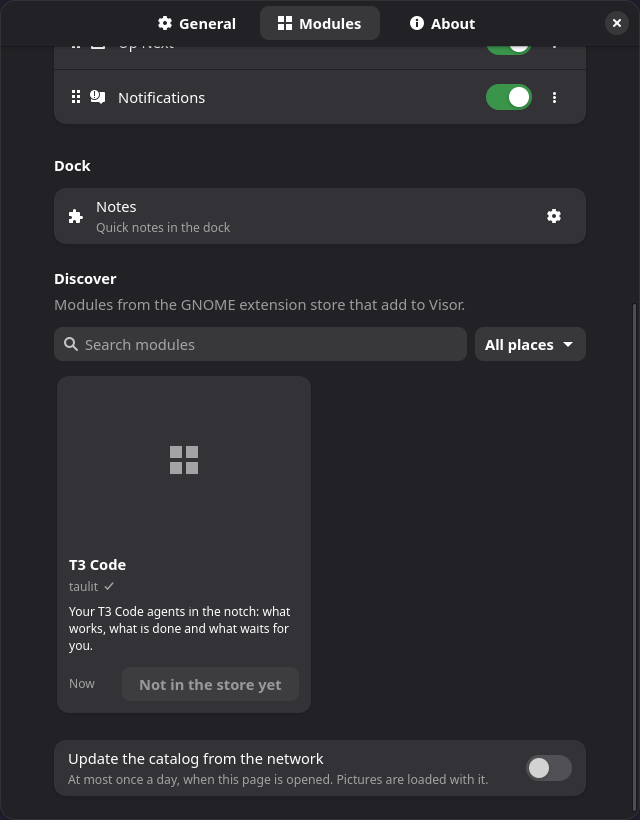 General
Modules
About
Up Next
Notifications
Dock
Notes
Quick notes in the dock
Discover
Modules from the GNOME extension store that add to Visor.
Search modules
All places
T3 Code
taulit
Your T3 Code agents in the notch: what
works, what is done and what waits for
you.
Now
Not in the store yet
Update the catalog from the network
At most once a day, when this page is opened. Pictures are loaded with it.